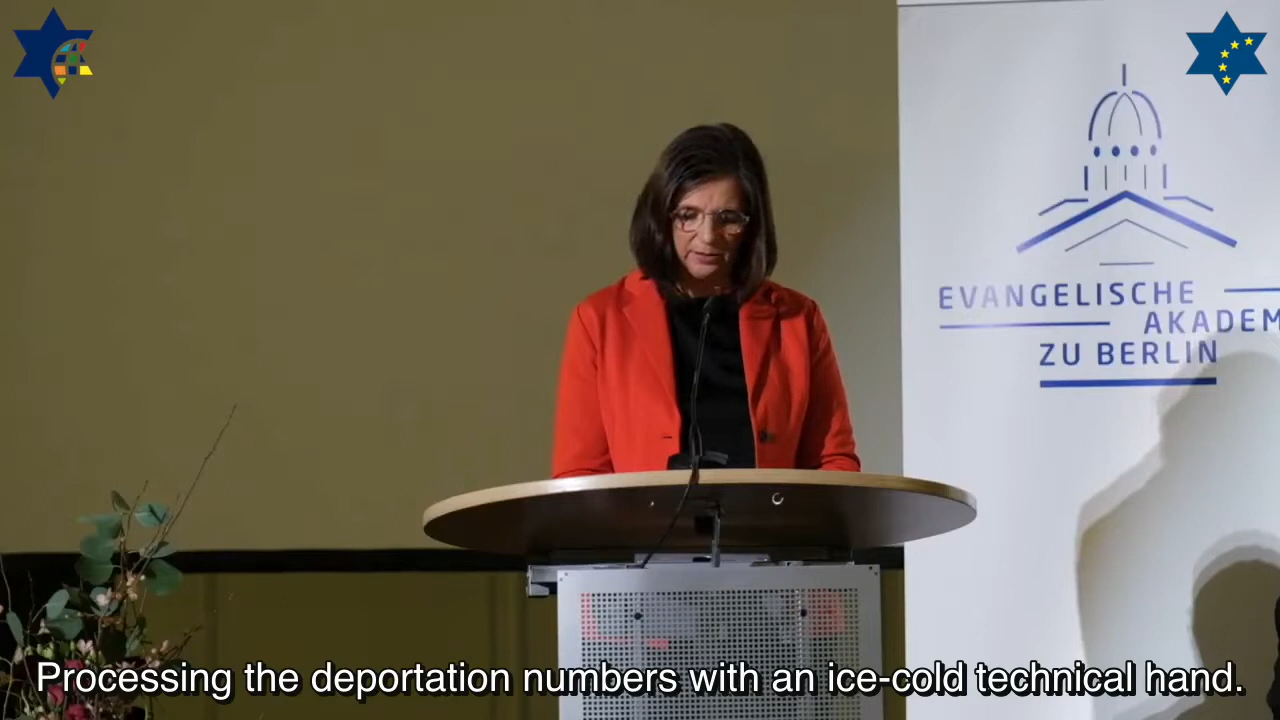 EVANGELISCHE
AKADEM
ZU BERLIN
Processing the deportation numbers with an ice-cold technical hand.